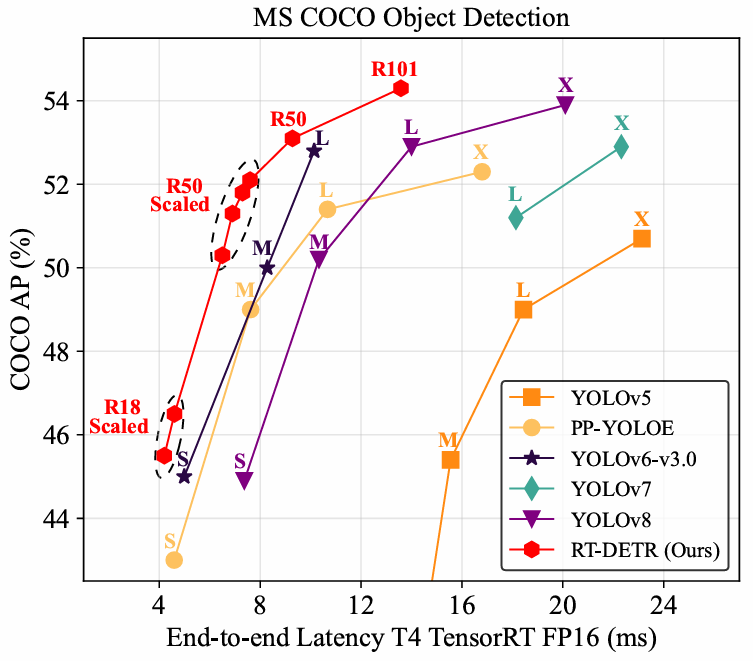 MS COCO Object Detection
COCO AP (%)
54
52
50
48
46
44
R101
R50
R50
Scaled
R18
Scaled
L
M
S
L
X
M
S
L
X
M
S
X
L
X
L
M
YOLOv5
PP-YOLOE
YOLOv6-v3.0
YOLOv7
YOLOv8
RT-DETR (Ours)
4
8
12
16
20
24
End-to-end Latency T4 TensorRT FP16 (ms)